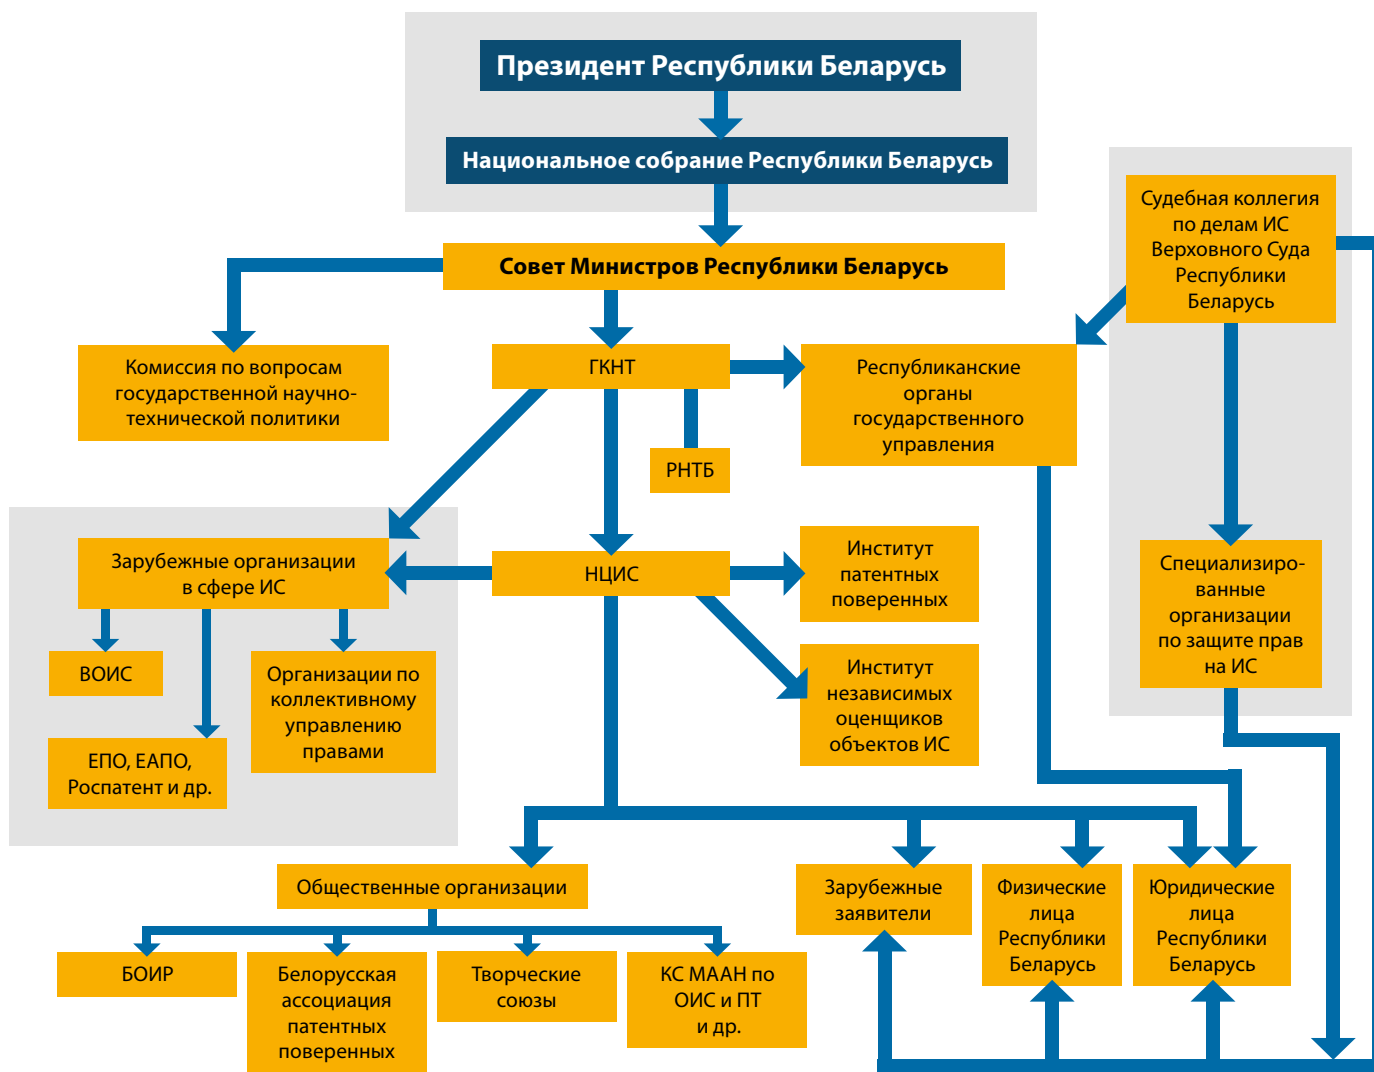 Президент Республики Беларусь
Национальное собрание Республики Беларусь
Судебная коллегия
по делам ИС
Верховного Суда
Республики
Беларусь
Совет Министров Республики Беларусь
Комиссия по вопросам
государственной научно-
технической политики
ГКНТ
Республиканские
органы
государственного
управления
РНТБ
Зарубежные организации
в сфере ИС
НЦИС
Институт
патентных
поверенных
Специализиро-
ванные
организации
по защите прав
на ИС
ВОИС
Организации по
коллективному
управлению
правами
Институт
независимых
оценщиков
объектов ИС
ЕПО, ЕАПО,
Роспатент и др.
Общественные организации
Зарубежные
заявители
Физические
лица
Республики
Беларусь
Юридические
лица
Республики
Беларусь
БОИР
Белорусская
ассоциация
патентных
поверенных
Творческие
союзы
КС МААН по
ОИС и ПТ
и др.